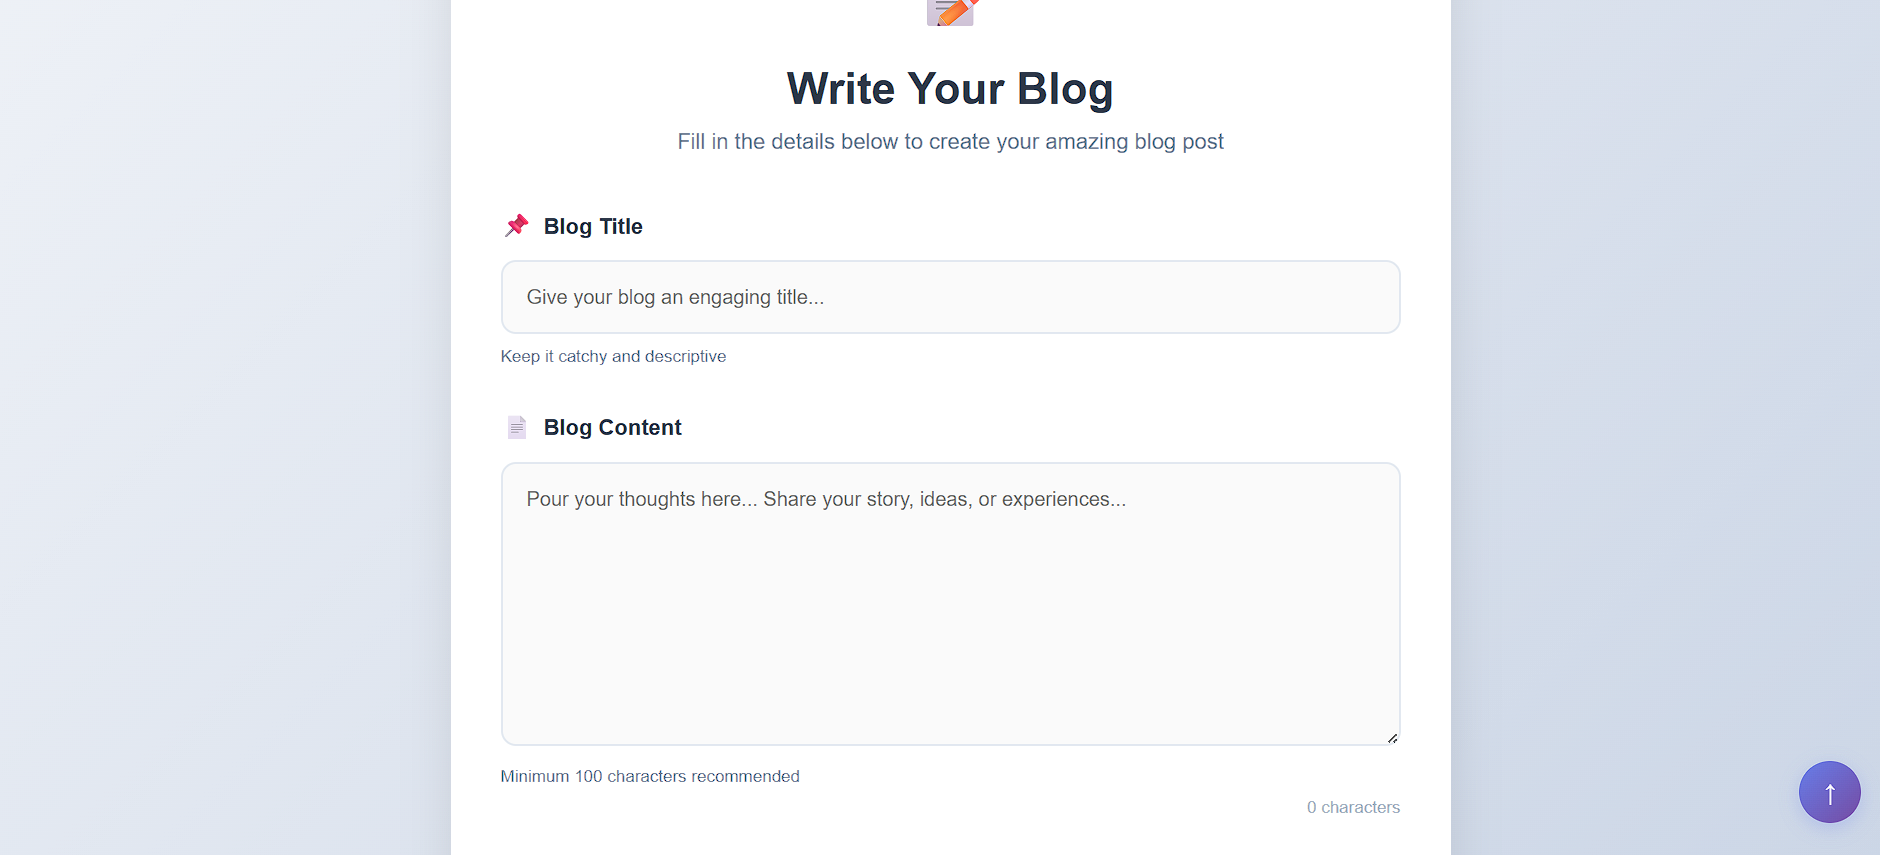 Write Your Blog
Fill in the details below to create your amazing blog post
Blog Title
Give your blog an engaging title...
Keep it catchy and descriptive
Blog Content
Pour your thoughts here... Share your story, ideas, or experiences...
Minimum 100 characters recommended
0 characters
↑